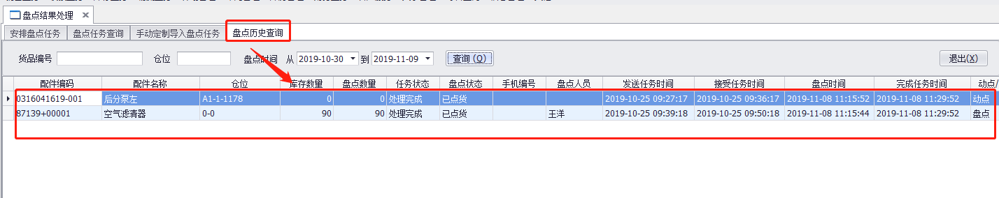 盘点结果处理
安排盘点任务 盘点任务查询 手动定制导入盘点任务 盘点历史查询
货品编号 仓位 盘点时间 从 2019-10-30 到 2019-11-09 查询 (Q) 退出(X)
配件编码 配件名称 仓位 库存数量 盘点数量 任务状态 盘点状态 手机编号 盘点人员 发送任务时间 接受任务时间 盘点时间 完成任务时间 动点/
0316041619-001 后分泵左 A1-1-1178 0 0 处理完成 已点货 2019-10-25 09:27:17 2019-10-25 09:36:17 2019-11-08 11:15:52 2019-11-08 11:29:52 动点
87139+00001 空气滤清器 0-0 90 90 处理完成 已点货 王洋 2019-10-25 09:39:18 2019-10-25 09:50:18 2019-11-08 11:15:44 2019-11-08 11:29:52 盘点